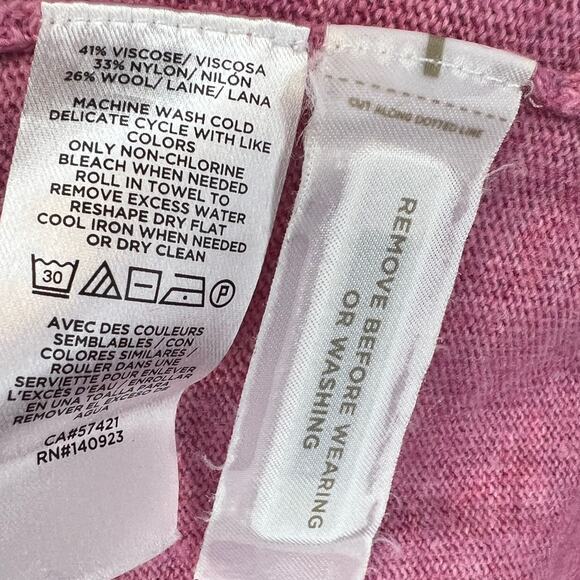 41% VISCOSE/ VISCOSA
33% NYLON/ NILÓN
26% WOOL/ LAINE/ LANA
MACHINE WASH COLD
DELICATE CYCLE WITH LIKE
COLORS
ONLY NON-CHLORINE
BLEACH WHEN NEEDED
ROLL IN TOWEL TO
REMOVE EXCESS WATER
RESHAPE DRY FLAT
COOL IRON WHEN NEEDED
OR DRY CLEAN
30
P
AVEC DES COULEURS
SEMBLABLES / CON
COLORES SIMILARES /
ROULER DANS UNE
SERVIETTE POUR ENLEVER
L'EXCÈS D'EAU / ENROLLAR
EN UNA TOALLA PARA
REMOVER EL EXCESO DE
AGUA
CA#57421
RN#140923
CUT ALONG DOTTED LINE
REMOVE BEFORE WEARING
OR WASHING